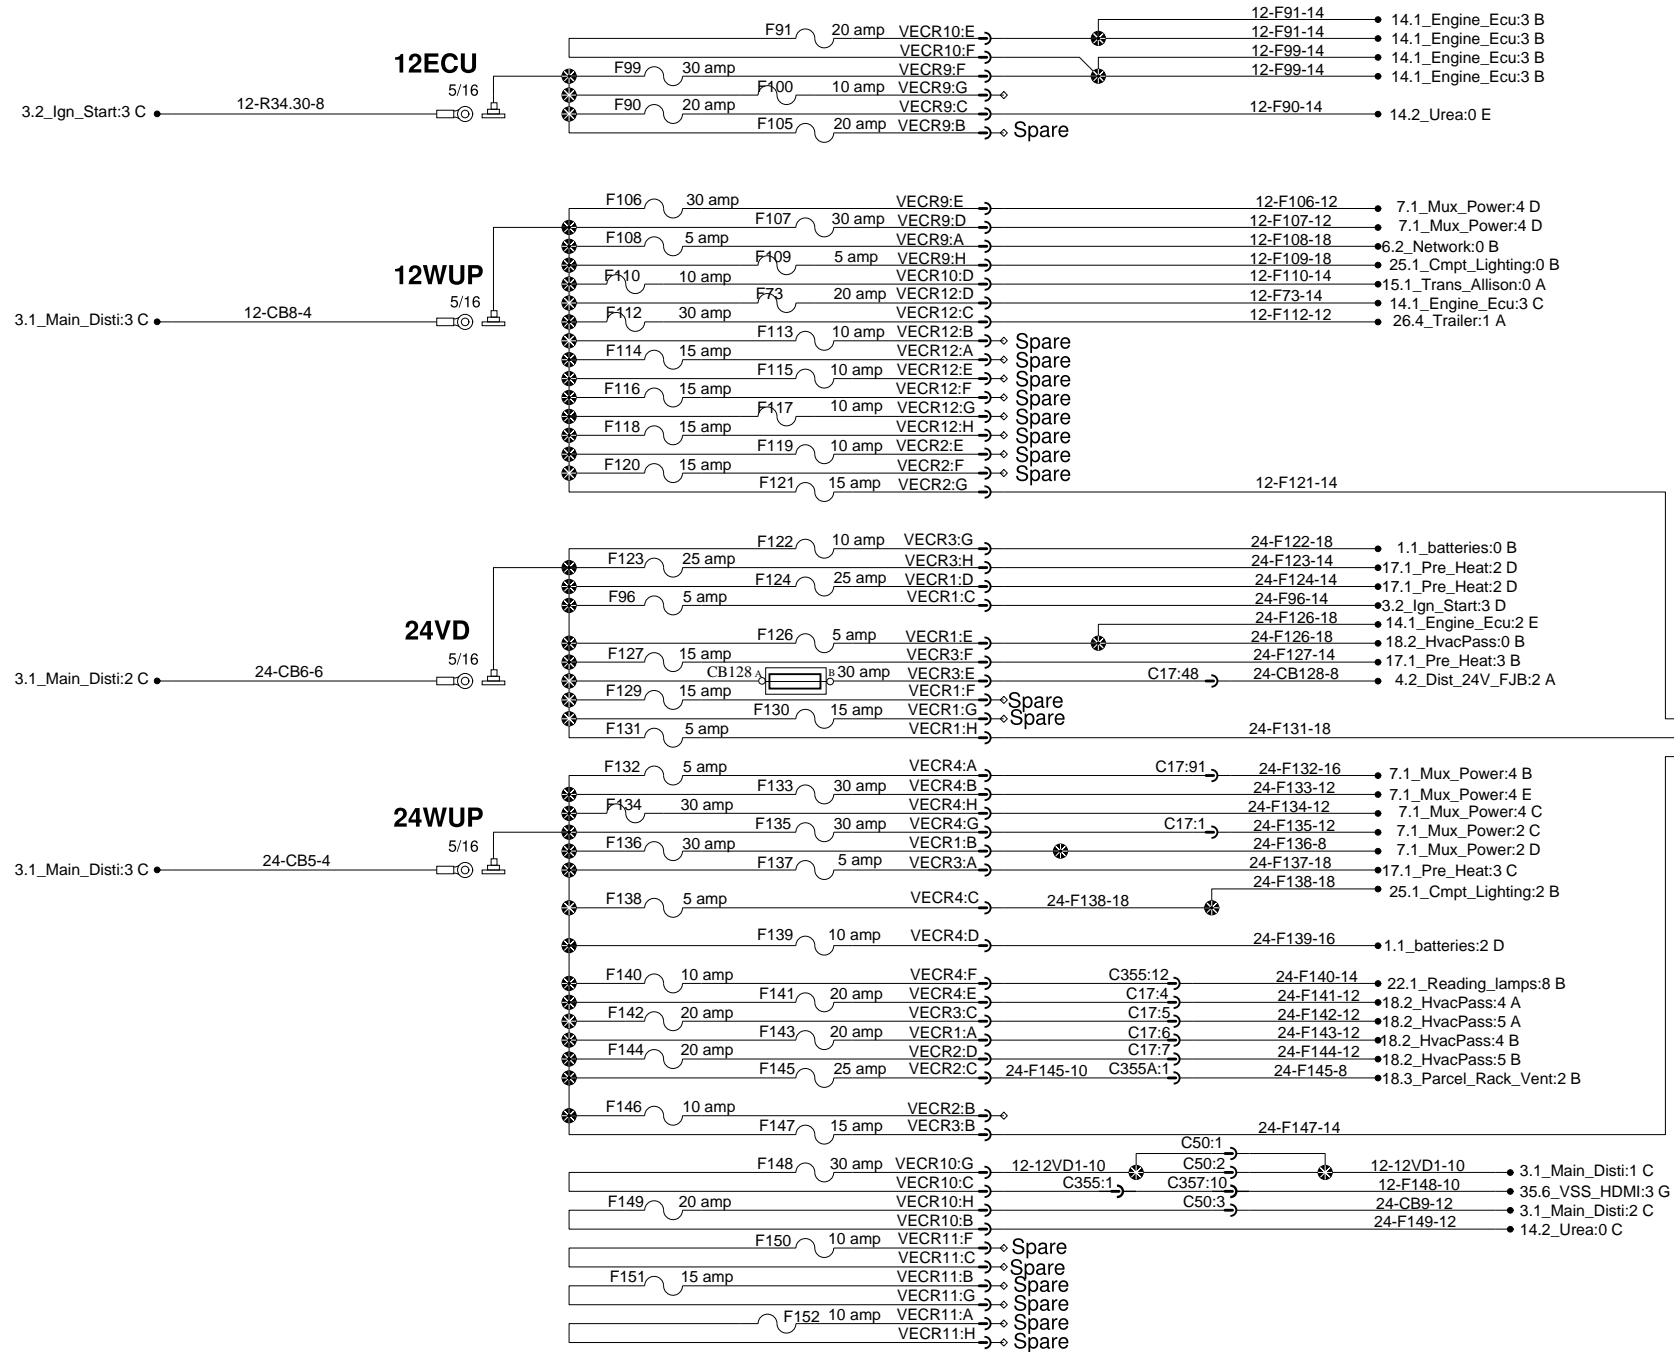 F91 20 amp VECR10:E 12-F91-14 14.1_Engine_Ecu:3 B
12-F91-14 14.1_Engine_Ecu:3 B
VECR10:F 12-F99-14 14.1_Engine_Ecu:3 B
12ECU
F99 30 amp VECR9:F 12-F99-14 14.1_Engine_Ecu:3 B
5/16
F100 10 amp VECR9:G
3.2_Ign_Start:3 C 12-R34.30-8
F90 20 amp VECR9:C 12-F90-14 14.2_Urea:0 E
F105 20 amp VECR9:B Spare
F106 30 amp VECR9:E 12-F106-12 7.1_Mux_Power:4 D
F107 30 amp VECR9:D 12-F107-12 7.1_Mux_Power:4 D
F108 5 amp VECR9:A 12-F108-18 6.2_Network:0 B
F109 5 amp VECR9:H 12-F109-18 25.1_Cmpt_Lighting:0 B
12WUP
F110 10 amp VECR10:D 12-F110-14 15.1_Trans_Allison:0 A
5/16
F73 20 amp VECR12:D 12-F73-14 14.1_Engine_Ecu:3 C
3.1_Main_Disti:3 C 12-CB8-4
F112 30 amp VECR12:C 12-F112-12 26.4_Trailer:1 A
F113 10 amp VECR12:B Spare
F114 15 amp VECR12:A Spare
F115 10 amp VECR12:E Spare
F116 15 amp VECR12:F Spare
F117 10 amp VECR12:G Spare
F118 15 amp VECR12:H Spare
F119 10 amp VECR2:E Spare
F120 15 amp VECR2:F Spare
F121 15 amp VECR2:G 12-F121-14
F122 10 amp VECR3:G 24-F122-18 1.1_batteries:0 B
F123 25 amp VECR3:H 24-F123-14 17.1_Pre_Heat:2 D
F124 25 amp VECR1:D 24-F124-14 17.1_Pre_Heat:2 D
F96 5 amp VECR1:C 24-F96-14 3.2_Ign_Start:3 D
24-F126-18 14.1_Engine_Ecu:2 E
24VD
F126 5 amp VECR1:E 24-F126-18 18.2_HvacPass:0 B
5/16
F127 15 amp VECR3:F 24-F127-14 17.1_Pre_Heat:3 B
3.1_Main_Disti:2 C 24-CB6-6
CB128 A B 30 amp VECR3:E C17:48 24-CB128-8 4.2_Dist_24V_FJB:2 A
F129 15 amp VECR1:F Spare
F130 15 amp VECR1:G Spare
F131 5 amp VECR1:H 24-F131-18
F132 5 amp VECR4:A C17:91 24-F132-16 7.1_Mux_Power:4 B
F133 30 amp VECR4:B 24-F133-12 7.1_Mux_Power:4 E
F134 30 amp VECR4:H 24-F134-12 7.1_Mux_Power:4 C
24WUP
F135 30 amp VECR4:G C17:1 24-F135-12 7.1_Mux_Power:2 C
5/16
F136 30 amp VECR1:B 24-F136-8 7.1_Mux_Power:2 D
3.1_Main_Disti:3 C 24-CB5-4
F137 5 amp VECR3:A 24-F137-18 17.1_Pre_Heat:3 C
24-F138-18 25.1_Cmpt_Lighting:2 B
F138 5 amp VECR4:C 24-F138-18
F139 10 amp VECR4:D 24-F139-16 1.1_batteries:2 D
F140 10 amp VECR4:F C355:12 24-F140-14 22.1_Reading_lamps:8 B
F141 20 amp VECR4:E C17:4 24-F141-12 18.2_HvacPass:4 A
F142 20 amp VECR3:C C17:5 24-F142-12 18.2_HvacPass:5 A
F143 20 amp VECR1:A C17:6 24-F143-12 18.2_HvacPass:4 B
F144 20 amp VECR2:D C17:7 24-F144-12 18.2_HvacPass:5 B
F145 25 amp VECR2:C 24-F145-10 C355A:1 24-F145-8 18.3_Parcel_Rack_Vent:2 B
F146 10 amp VECR2:B
F147 15 amp VECR3:B 24-F147-14
C50:1
F148 30 amp VECR10:G 12-12VD1-10 C50:2 12-12VD1-10 3.1_Main_Disti:1 C
VECR10:C C355:1 C357:10 12-F148-10 35.6_VSS_HDMI:3 G
F149 20 amp VECR10:H C50:3 24-CB9-12 3.1_Main_Disti:2 C
VECR10:B 24-F149-12 14.2_Urea:0 C
F150 10 amp VECR11:F Spare
VECR11:C Spare
F151 15 amp VECR11:B Spare
VECR11:G Spare
F152 10 amp VECR11:A Spare
VECR11:H Spare